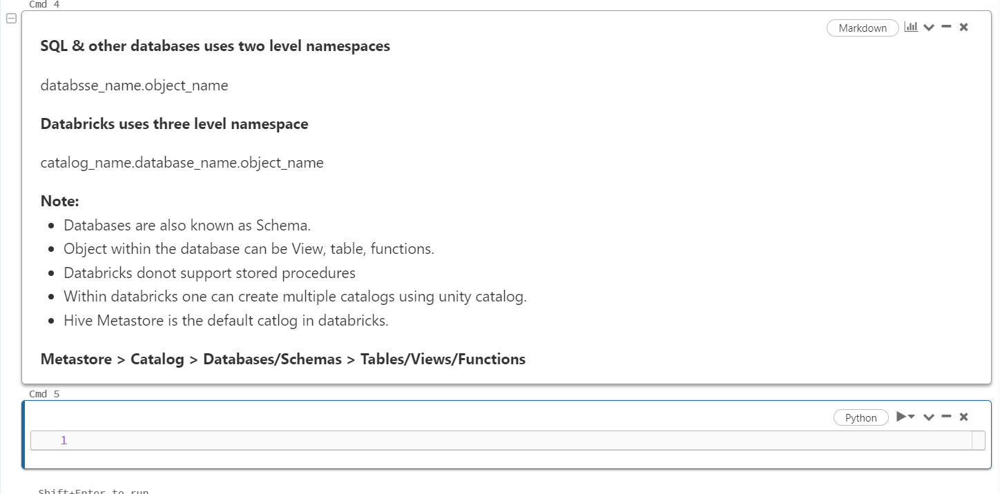 Cmd 4
Markdown
SQL & other databases uses two level namespaces
databsse_name.object_name
Databricks uses three level namespace
catalog_name.database_name.object_name
Note:
Databases are also known as Schema.
Object within the database can be View, table, functions.
Databricks donot support stored procedures
Within databricks one can create multiple catalogs using unity catalog.
Hive Metastore is the default catlog in databricks.
Metastore > Catalog > Databases/Schemas > Tables/Views/Functions
Cmd 5
Python
1
Shift+Enter to run